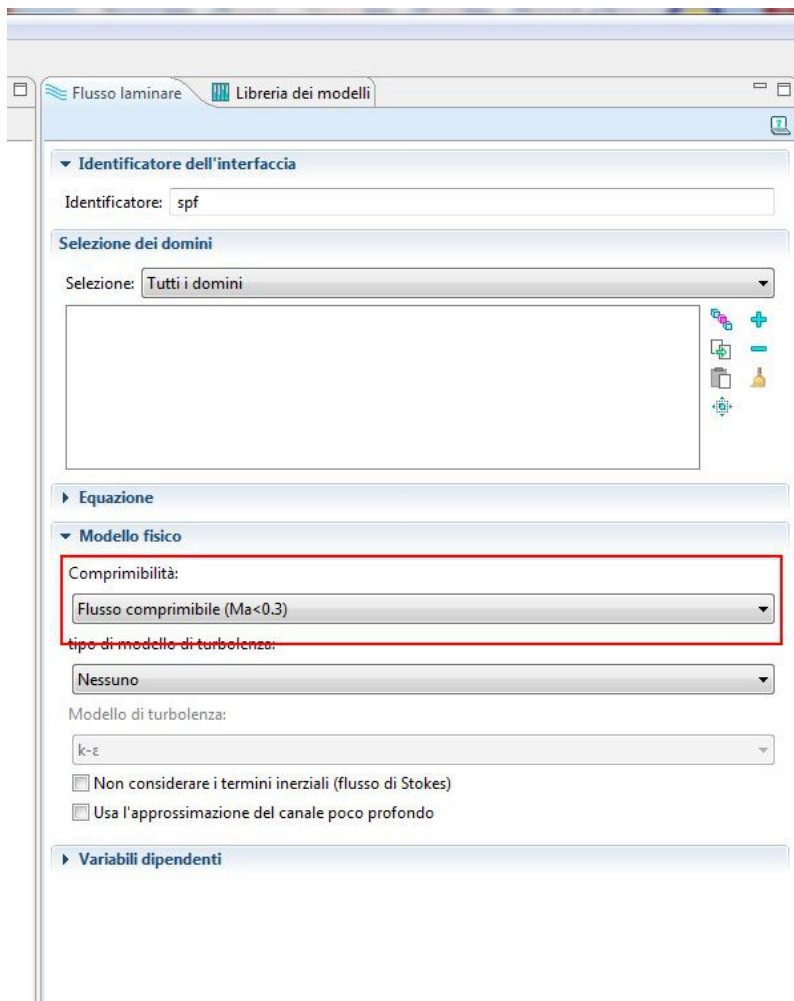 Flusso laminare Libreria dei modelli
Identificatore dell'interfaccia
Identificatore: spf
Selezione dei domini
Selezione: Tutti i domini
Equazione
Modello fisico
Comprimibilità:
Flusso comprimibile (Ma<0.3)
tipo di modello di turbolenza:
Nessuno
Modello di turbolenza:
k-ε
Non considerare i termini inerziali (flusso di Stokes)
Usa l'approssimazione del canale poco profondo
Variabili dipendenti